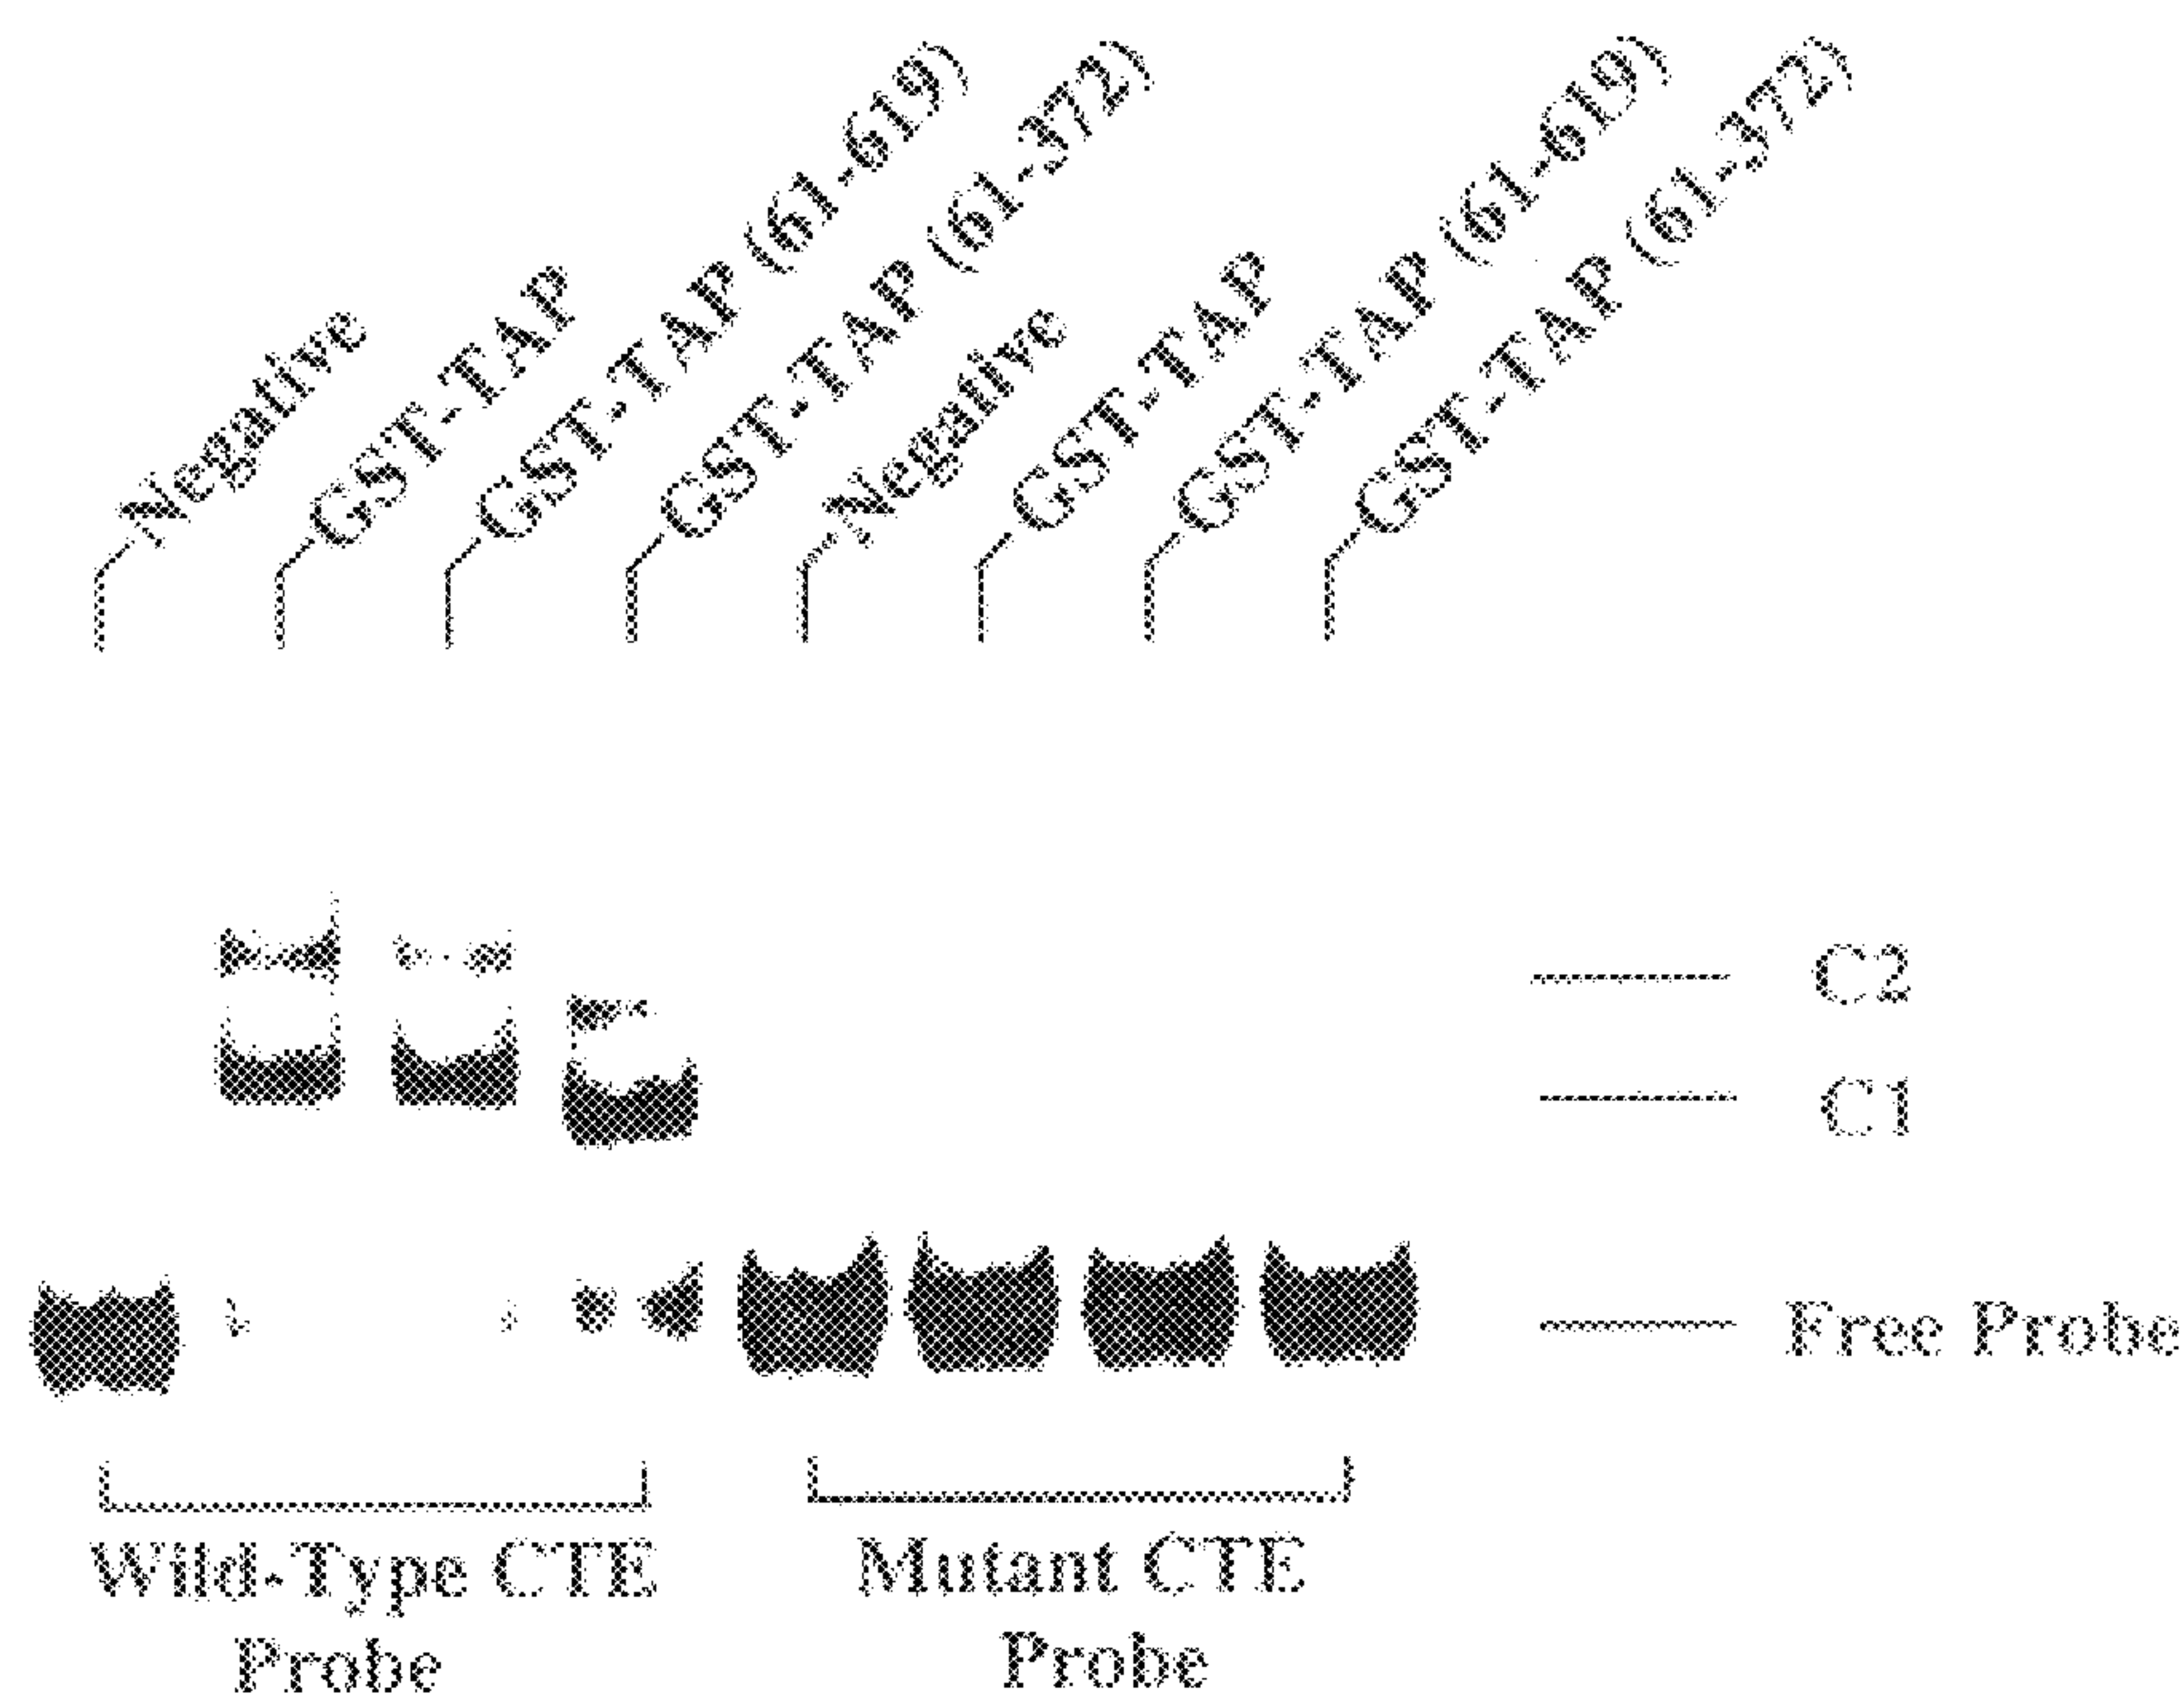 Negative
GST-TAP
GST-TAP (61-619)
GST-TAP (61-372)
Negative
GST-TAP
GST-TAP (61-619)
GST-TAP (61-372)
C2
C1
Free Probe
Wild-Type CTE
Probe
Mutant CTE
Probe